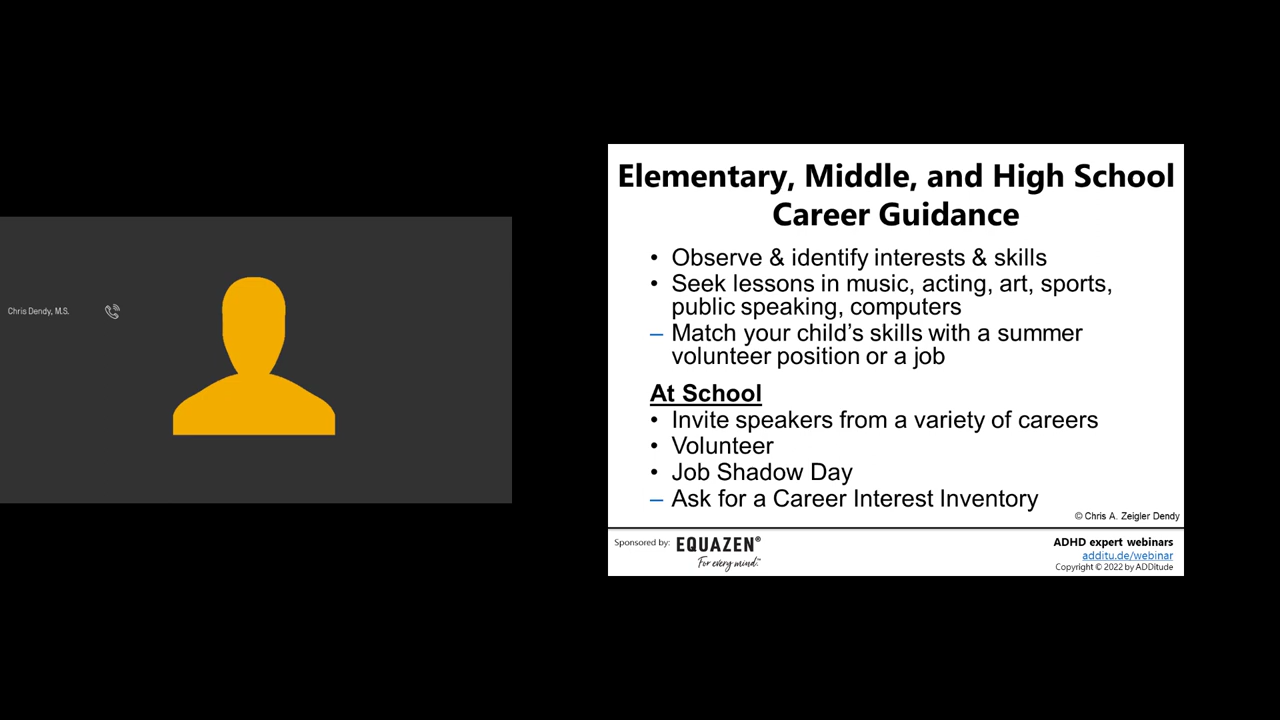 Chris Dendy, M.S.
Elementary, Middle, and High School
Career Guidance
• Observe & identify interests & skills
• Seek lessons in music, acting, art, sports,
public speaking, computers
– Match your child's skills with a summer
volunteer position or a job
At School
• Invite speakers from a variety of careers
• Volunteer
• Job Shadow Day
– Ask for a Career Interest Inventory
© Chris A. Zeigler Dendy
Sponsored by: EQUAZEN®
For every mind.™
ADHD expert webinars
additu.de/webinar
Copyright © 2022 by ADDitude